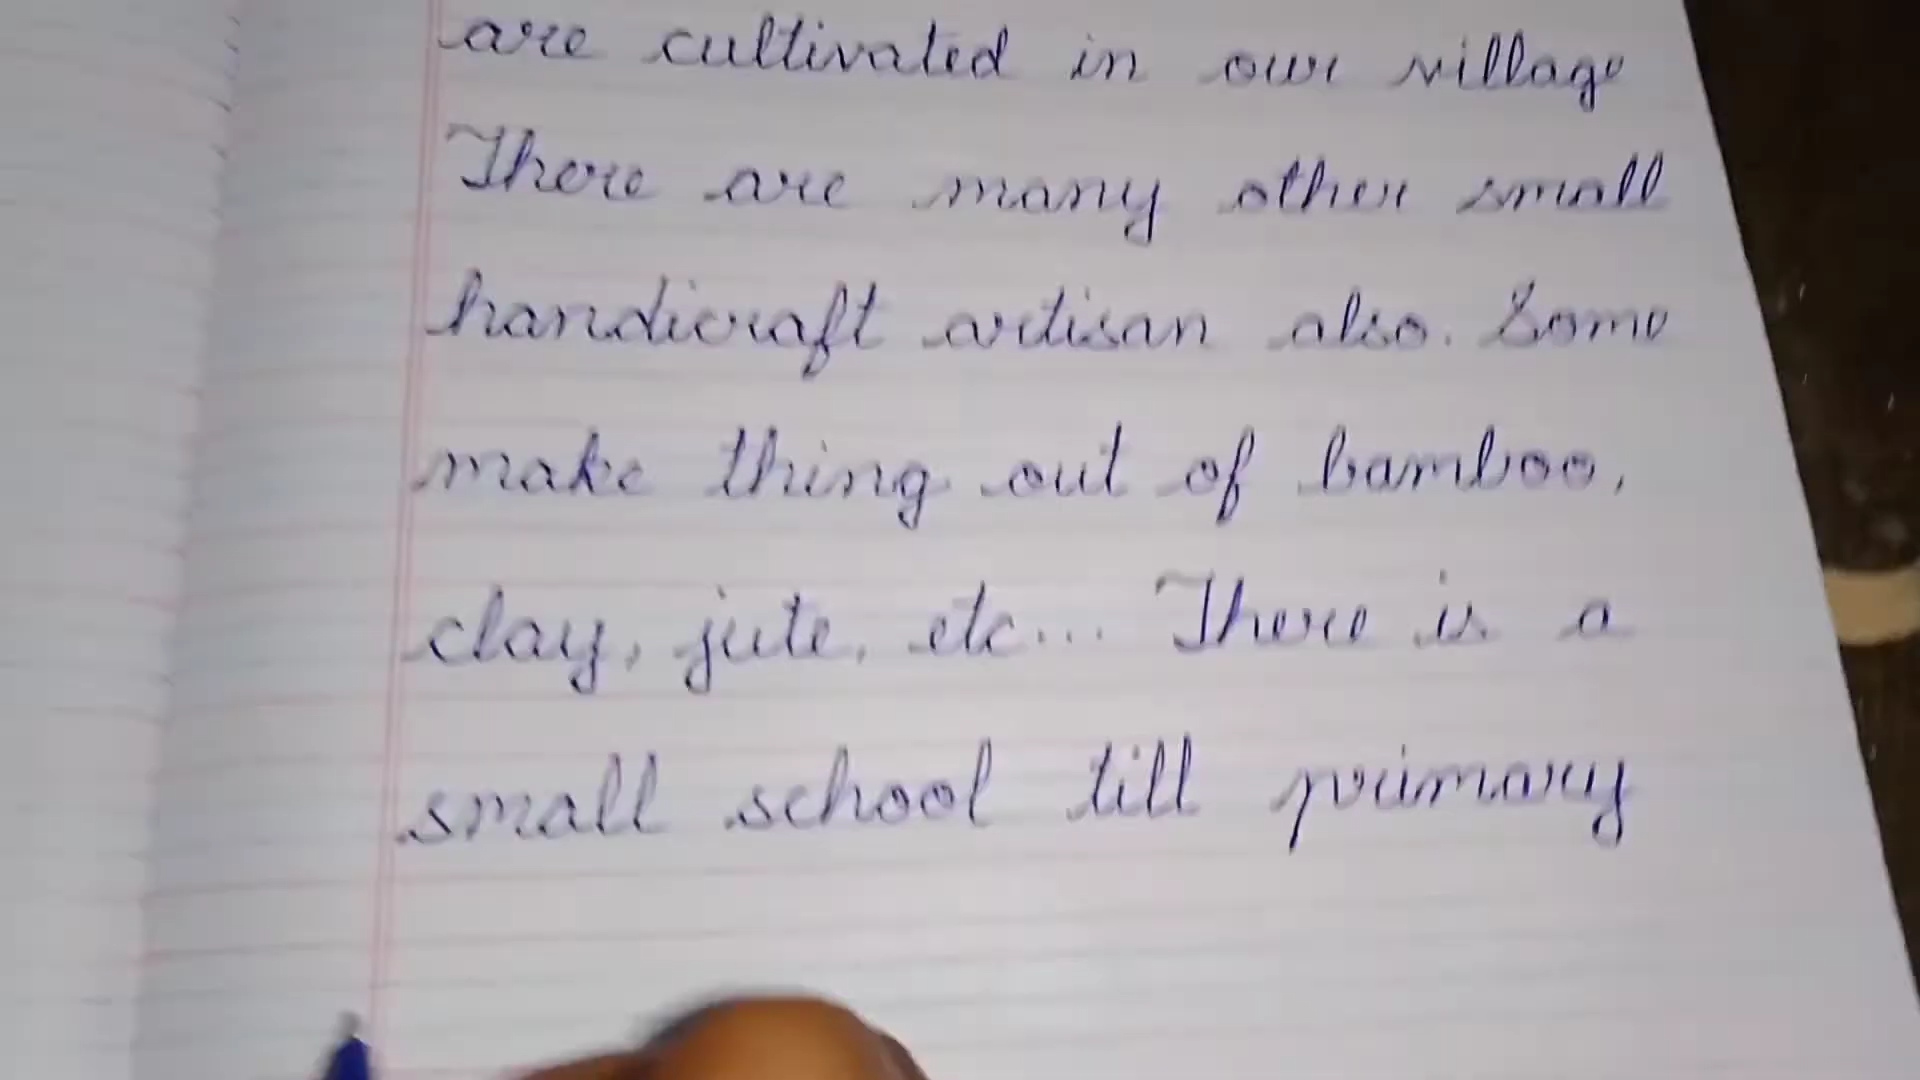 are cultivated in our village
There are many other small
handicraft artisan also. Some
make thing out of bamboo,
clay, jute, etc... There is a
small school till primary